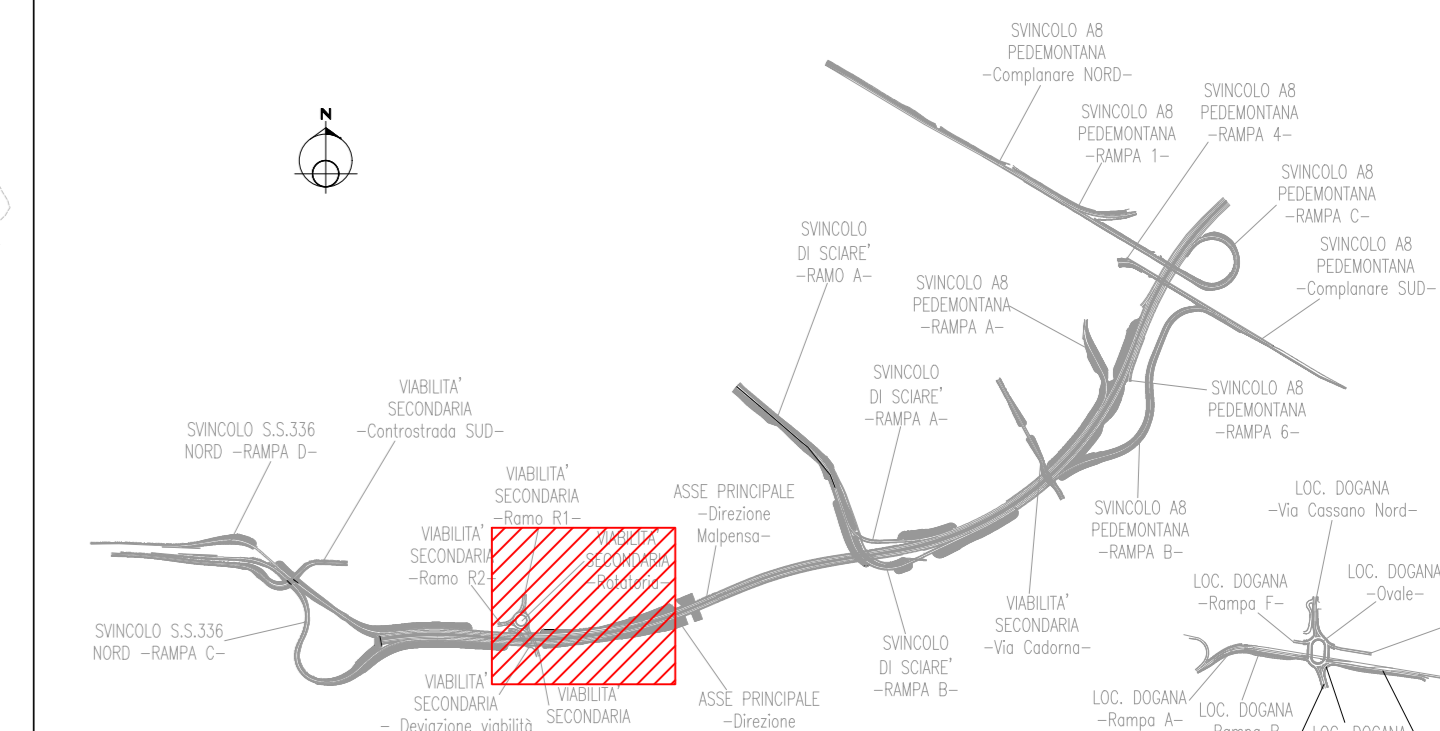 SVINCOLO A8
PEDEMONTANA
-Complanare NORD-
SVINCOLO A8
PEDEMONTANA
-RAMPA 4-
SVINCOLO A8
PEDEMONTANA
-RAMPA 1-
N
SVINCOLO A8
PEDEMONTANA
-RAMPA C-
SVINCOLO
DI SCIARE'
-RAMO A-
SVINCOLO A8
PEDEMONTANA
-Complanare SUD-
SVINCOLO A8
PEDEMONTANA
-RAMPA A-
SVINCOLO
DI SCIARE'
-RAMPA A-
VIABILITA'
SECONDARIA
-Controstrada SUD-
SVINCOLO A8
PEDEMONTANA
-RAMPA 6-
SVINCOLO S.S.336
NORD -RAMPA D-
VIABILITA'
SECONDARIA
-Ramo R1-
ASSE PRINCIPALE
-Direzione
Malpensa-
LOC. DOGANA
-Via Cassano Nord-
SVINCOLO A8
PEDEMONTANA
-RAMPA B-
VIABILITA'
SECONDARIA
-Ramo R2-
VIABILITA'
SECONDARIA
-Rotatoria-
LOC. DOGANA
-Ovale-
LOC. DOGANA
-Rampa F-
VIABILITA'
SECONDARIA
-Via Cadorna-
SVINCOLO S.S.336
NORD -RAMPA C-
SVINCOLO
DI SCIARE'
-RAMPA B-
VIABILITA'
SECONDARIA
- Deviazione viabilità
VIABILITA'
SECONDARIA
ASSE PRINCIPALE
-Direzione
LOC. DOGANA
-Rampa A-
LOC. DOGANA
-Rampa B-
LOC. DOGANA